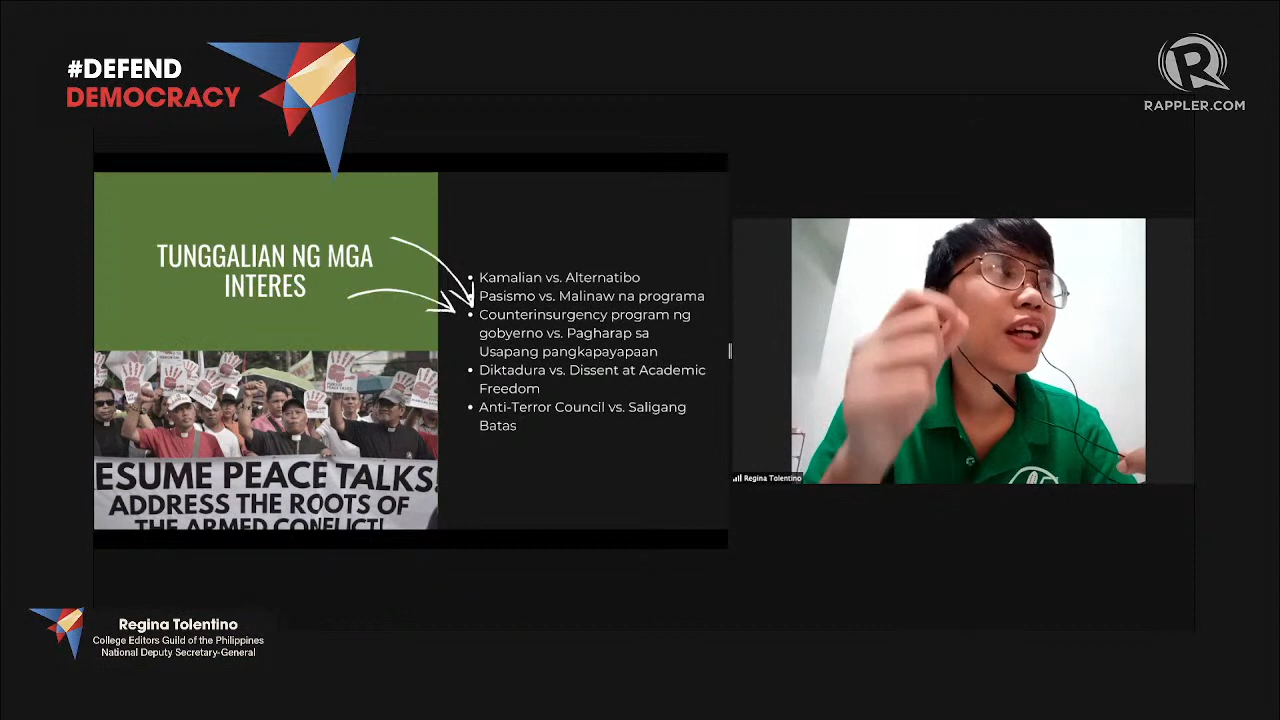 #DEFEND
DEMOCRACY
RAPPLER.COM
TUNGGALIAN NG MGA
INTERES
Kamalian vs. Alternatibo
Pasismo vs. Malinaw na programa
Counterinsurgency program ng
gobyerno vs. Pagharap sa
Usapang pangkapayapaan
Diktadura vs. Dissent at Academic
Freedom
Anti-Terror Council vs. Saligang
Batas
ESUME PEACE TALKS
ADDRESS THE ROOTS OF
THE ARMED CONFLICT!
Regina Tolentino
Regina Tolentino
College Editors Guild of the Philippines
National Deputy Secretary-General